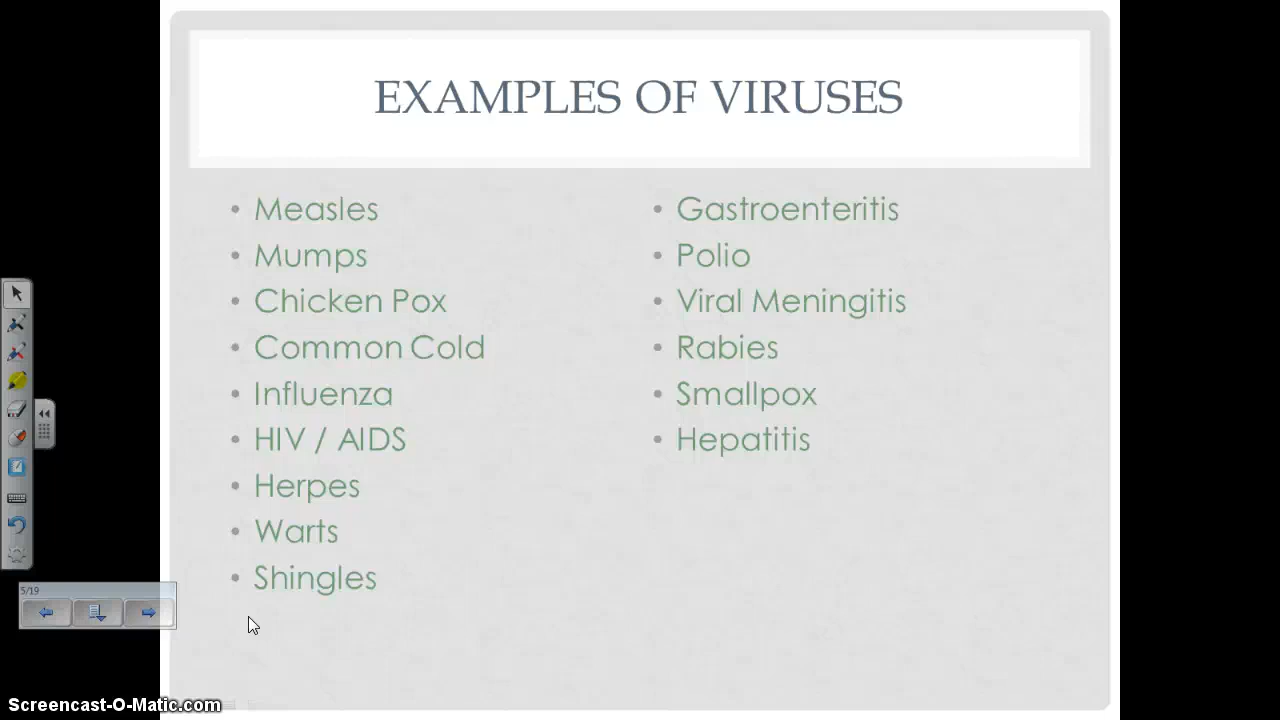 EXAMPLES OF VIRUSES
• Measles
• Mumps
• Chicken Pox
• Common Cold
• Influenza
• HIV / AIDS
• Herpes
• Warts
• Shingles
• Gastroenteritis
• Polio
• Viral Meningitis
• Rabies
• Smallpox
• Hepatitis
5/19
Screencast-O-Matic.com